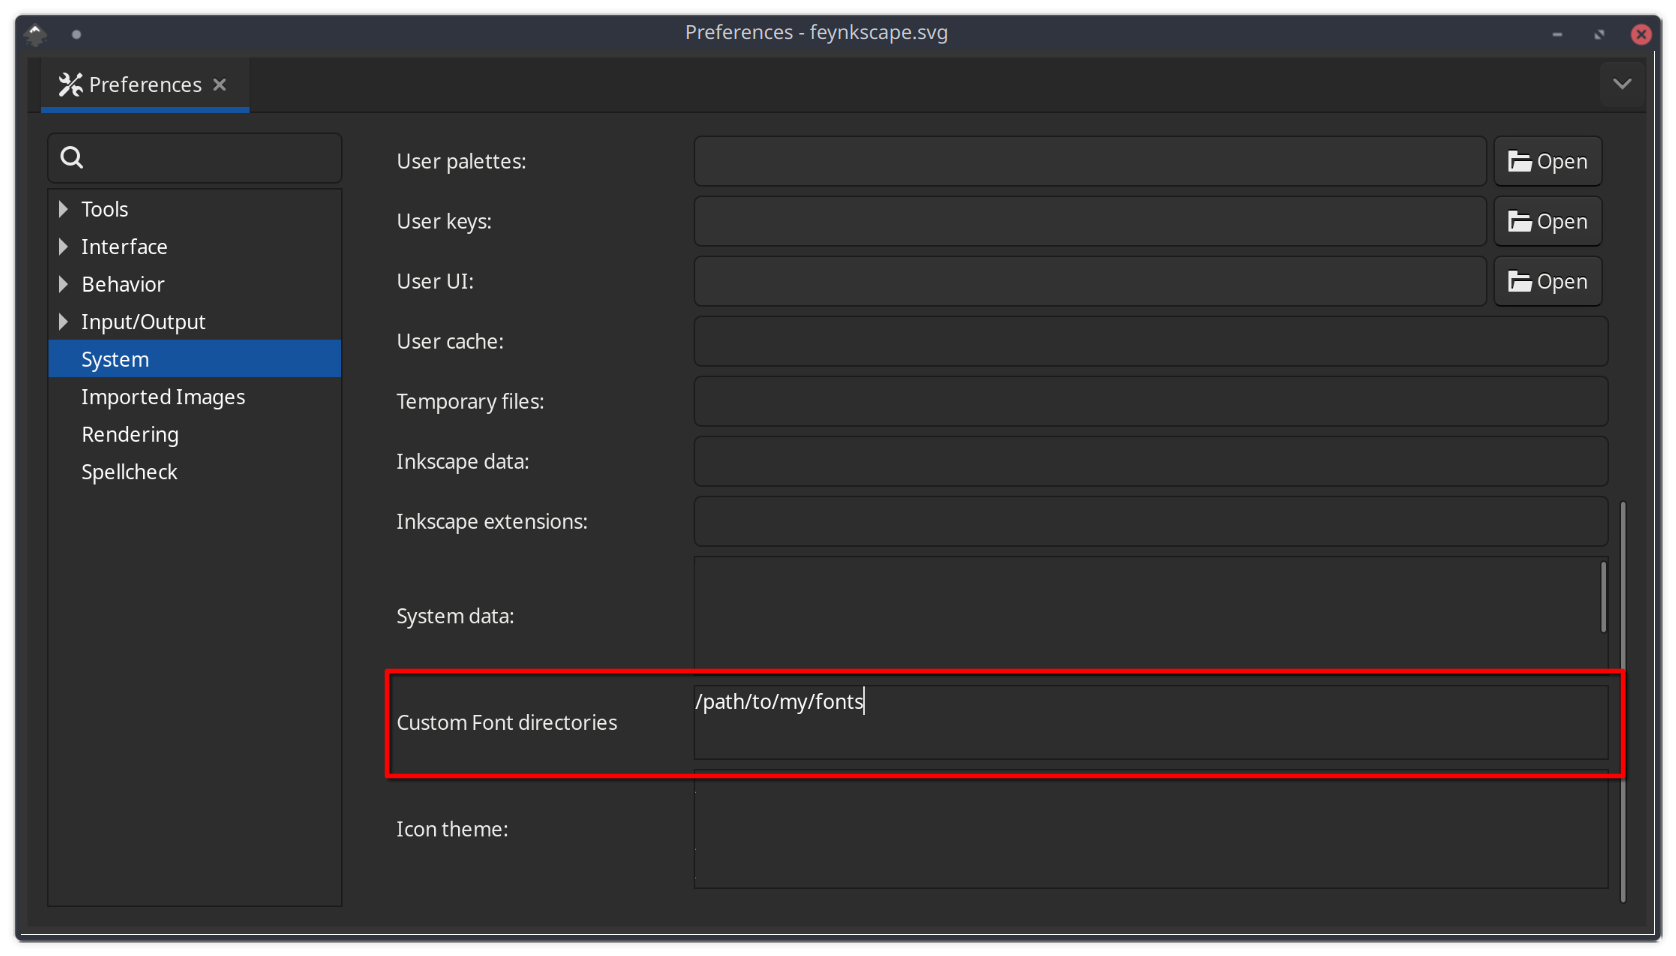 Preferences - feynkscape.svg
Preferences
User palettes:
Open
Tools
User keys:
Open
Interface
Behavior
User UI:
Open
Input/Output
User cache:
System
Imported Images
Temporary files:
Rendering
Inkscape data:
Spellcheck
Inkscape extensions:
System data:
/path/to/my/fonts
Custom Font directories
Icon theme: